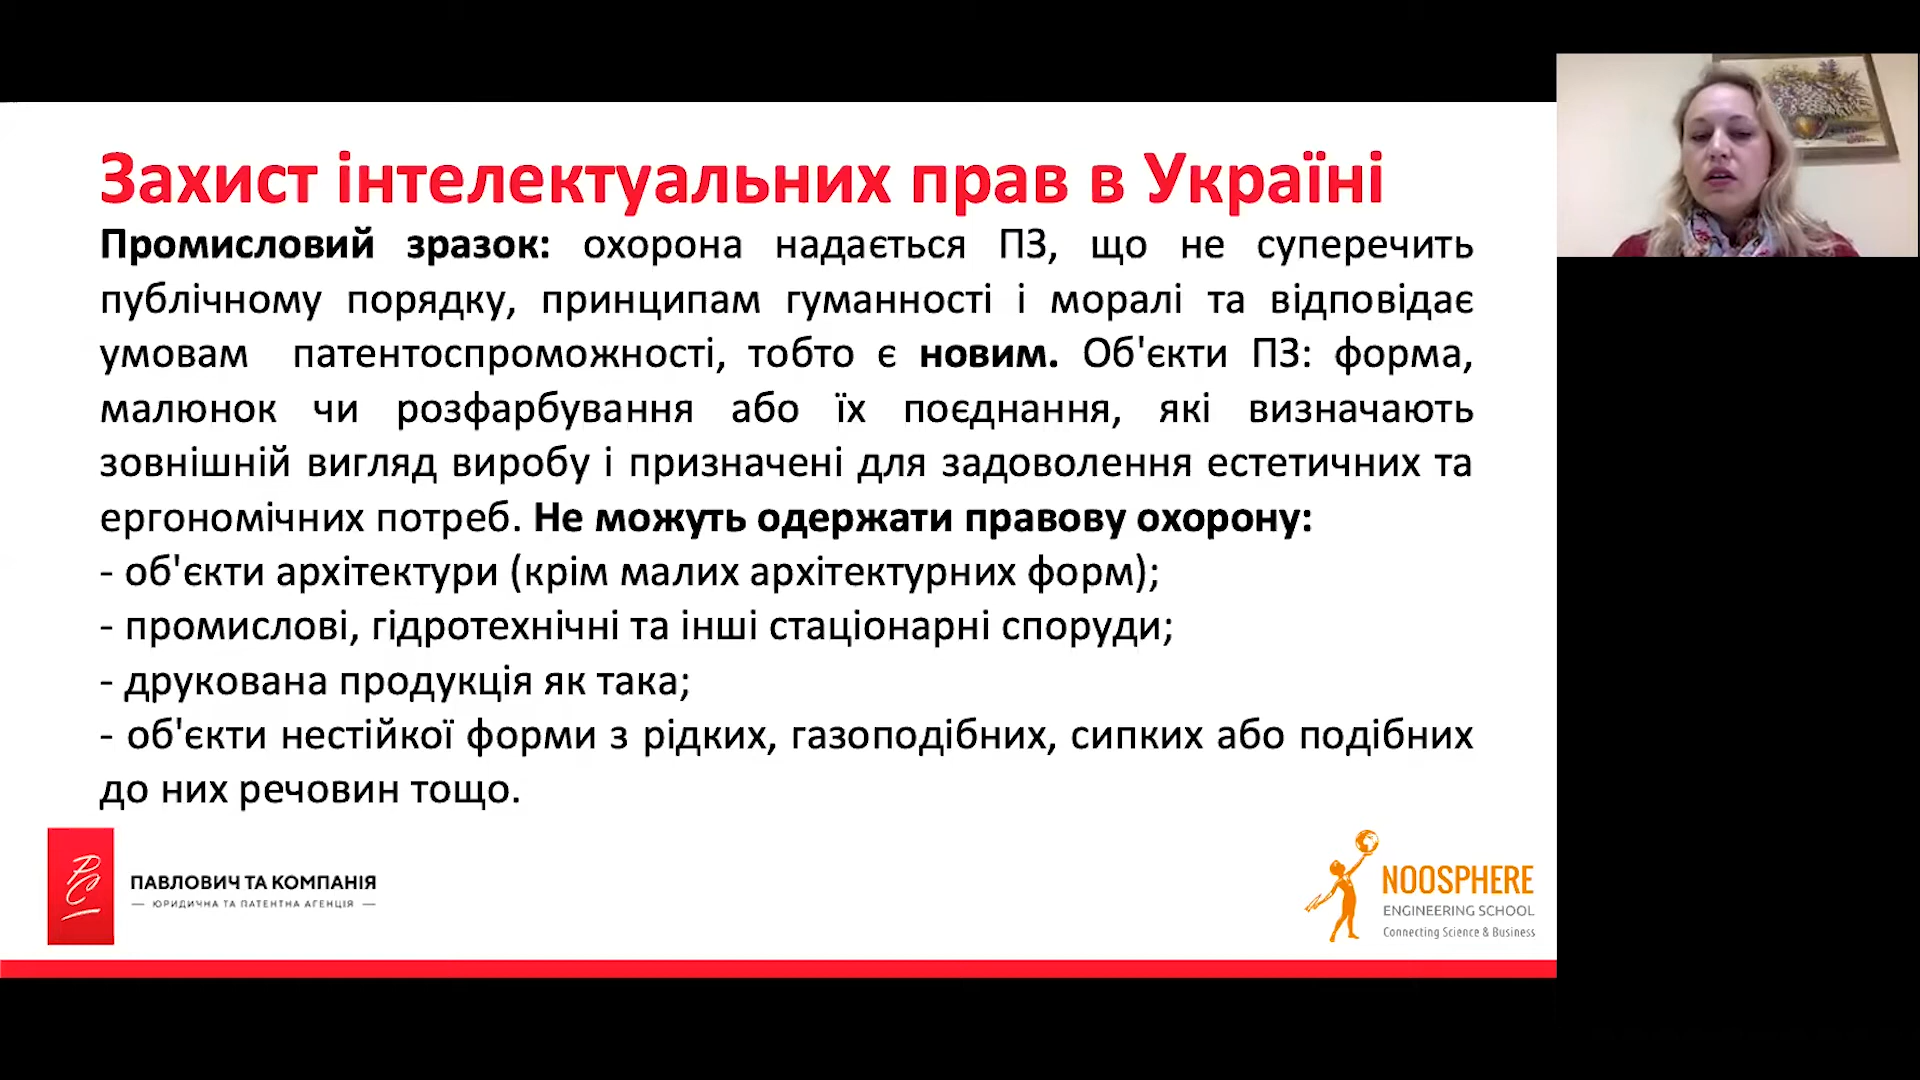 Захист інтелектуальних прав в Україні
Промисловий зразок: охорона надається ПЗ, що не суперечить
публічному порядку, принципам гуманності і моралі та відповідає
умовам патентоспроможності, тобто є новим. Об'єкти ПЗ: форма,
малюнок чи розфарбування або їх поєднання, які визначають
зовнішній вигляд виробу і призначені для задоволення естетичних та
ергономічних потреб. Не можуть одержати правову охорону:
- об'єкти архітектури (крім малих архітектурних форм);
- промислові, гідротехнічні та інші стаціонарні споруди;
- друкована продукція як така;
- об'єкти нестійкої форми з рідких, газоподібних, сипких або подібних
до них речовин тощо.
ПАВЛОВИЧ ТА КОМПАНІЯ
— ЮРИДИЧНА ТА ПАТЕНТНА АГЕНЦІЯ —
NOOSPHERE
ENGINEERING SCHOOL
Connecting Science & Business